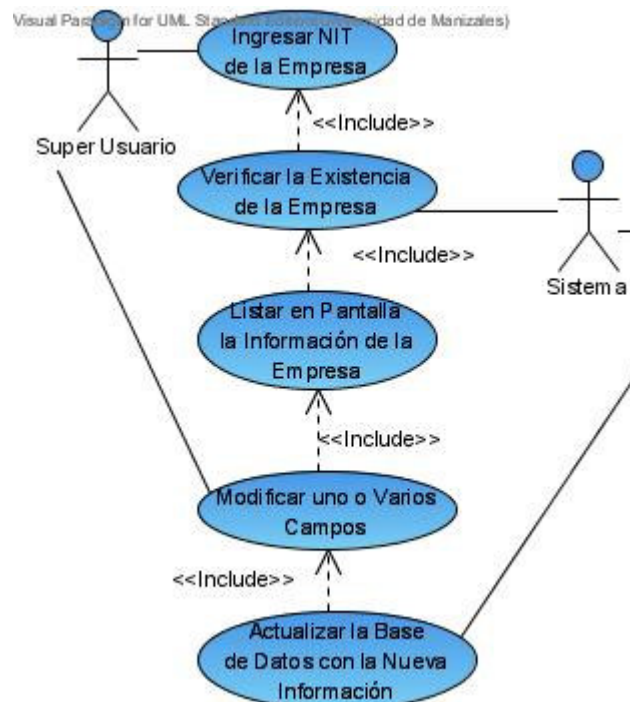 Visual Paradigm for UML Standard Edition(Universidad de Manizales)
Ingresar NIT
de la Empresa
<<Include>>
Super Usuario
Verificar la Existencia
de la Empresa
<<Include>>
Sistema
Listar en Pantalla
la Información de la
Empresa
<<Include>>
Modificar uno o Varios
Campos
<<Include>>
Actualizar la Base
de Datos con la Nueva
Información